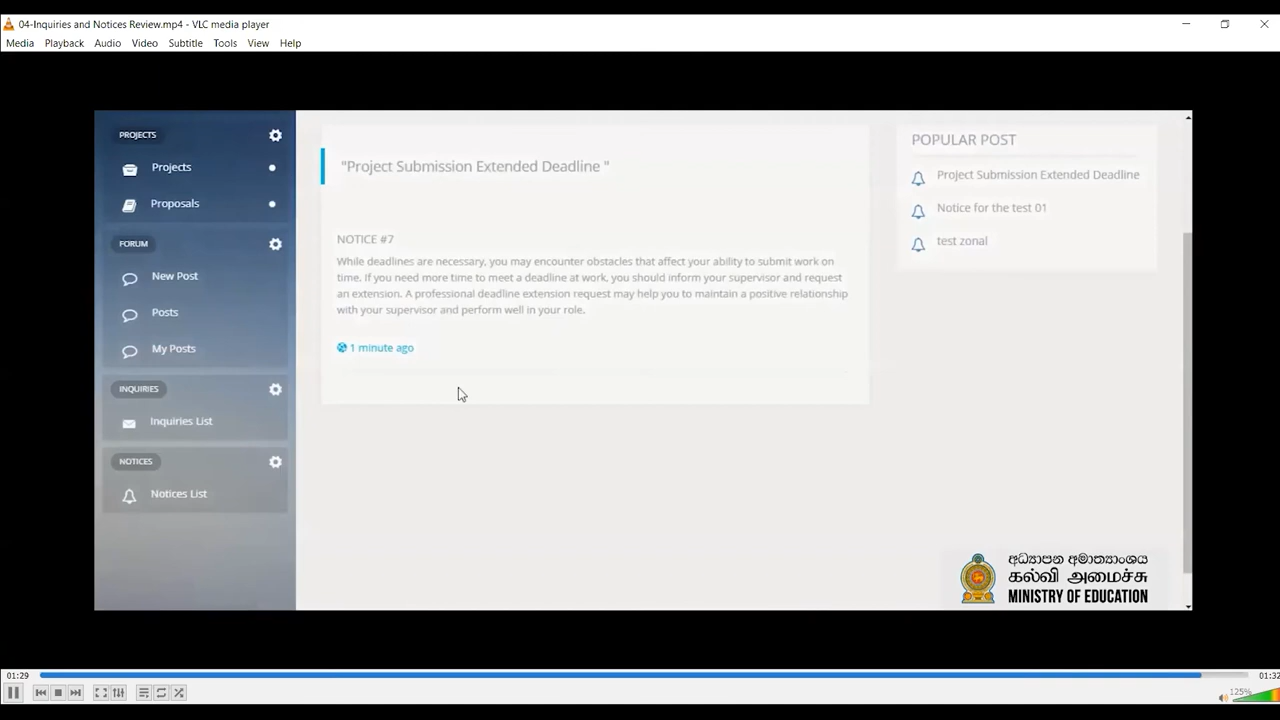 04-Inquiries and Notices Review.mp4 - VLC media player
Media Playback Audio Video Subtitle Tools View Help
PROJECTS
Projects
Proposals
FORUM
New Post
Posts
My Posts
INQUIRIES
Inquiries List
NOTICES
Notices List
"Project Submission Extended Deadline "
NOTICE #7
While deadlines are necessary, you may encounter obstacles that affect your ability to submit work on
time. If you need more time to meet a deadline at work, you should inform your supervisor and request
an extension. A professional deadline extension request may help you to maintain a positive relationship
with your supervisor and perform well in your role.
1 minute ago
POPULAR POST
Project Submission Extended Deadline
Notice for the test 01
test zonal
අධ්‍යාපන අමාත්‍යාංශය
கல்வி அமைச்சு
MINISTRY OF EDUCATION
01:29
01:32
125%